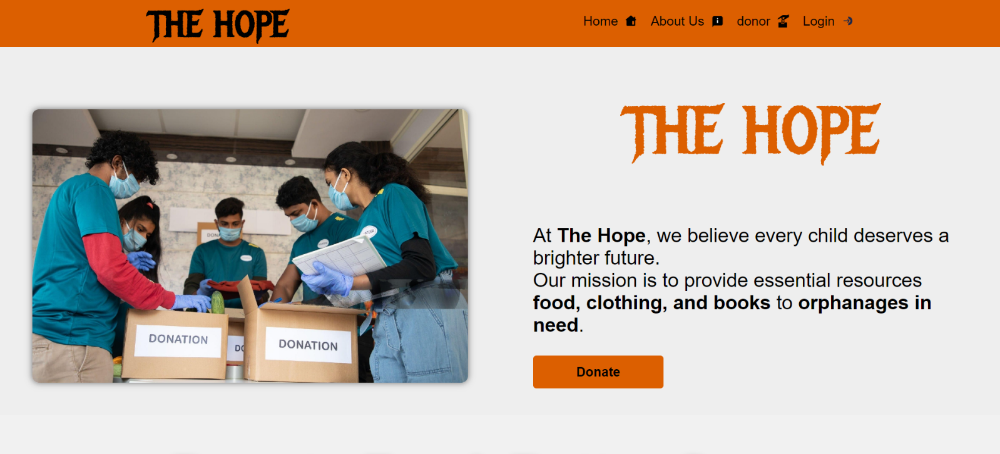 THE HOPE
Home About Us donor Login
THE HOPE
At The Hope, we believe every child deserves a
brighter future.
Our mission is to provide essential resources
food, clothing, and books to orphanages in
need.
Donate
DONATION
DONATION